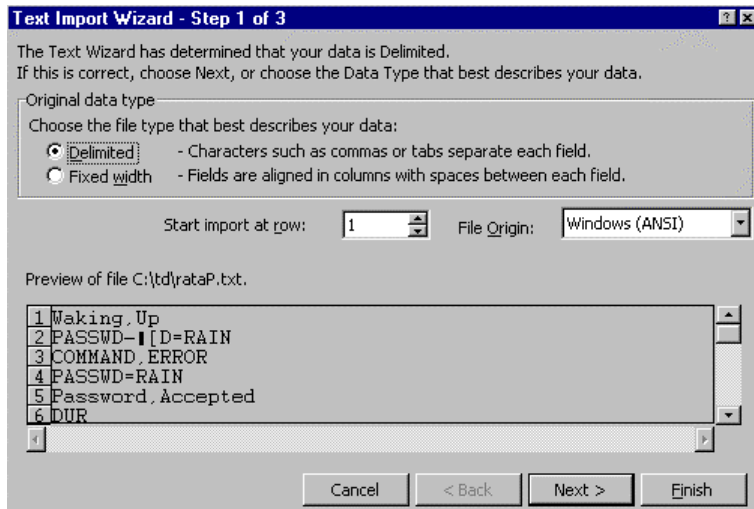 Text Import Wizard - Step 1 of 3
The Text Wizard has determined that your data is Delimited.
If this is correct, choose Next, or choose the Data Type that best describes your data.
Original data type
Choose the file type that best describes your data:
Delimited - Characters such as commas or tabs separate each field.
Fixed width - Fields are aligned in columns with spaces between each field.
Start import at row: 1 File Origin: Windows (ANSI)
Preview of file C:\td\rataP.txt.
1 Waking,Up
2 PASSWD-▮[D=RAIN
3 COMMAND,ERROR
4 PASSWD=RAIN
5 Password,Accepted
6 DUR
Cancel < Back Next > Finish